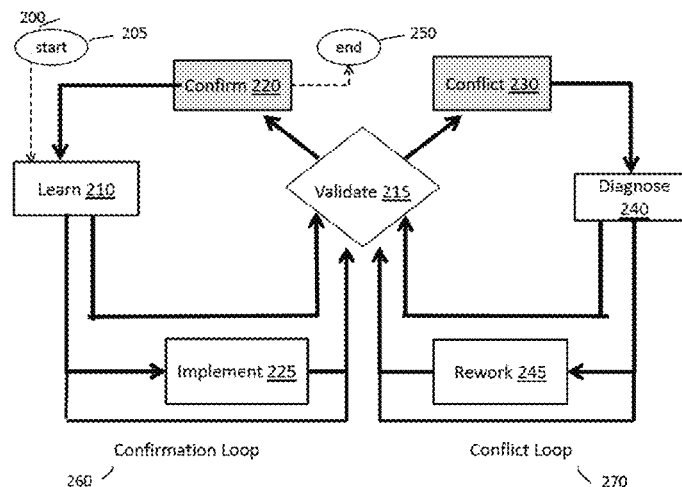 200
start
205
end
250
Confirm 220
Conflict 230
Learn 210
Validate 215
Diagnose
240
Implement 225
Rework 245
Confirmation Loop
Conflict Loop
260
270